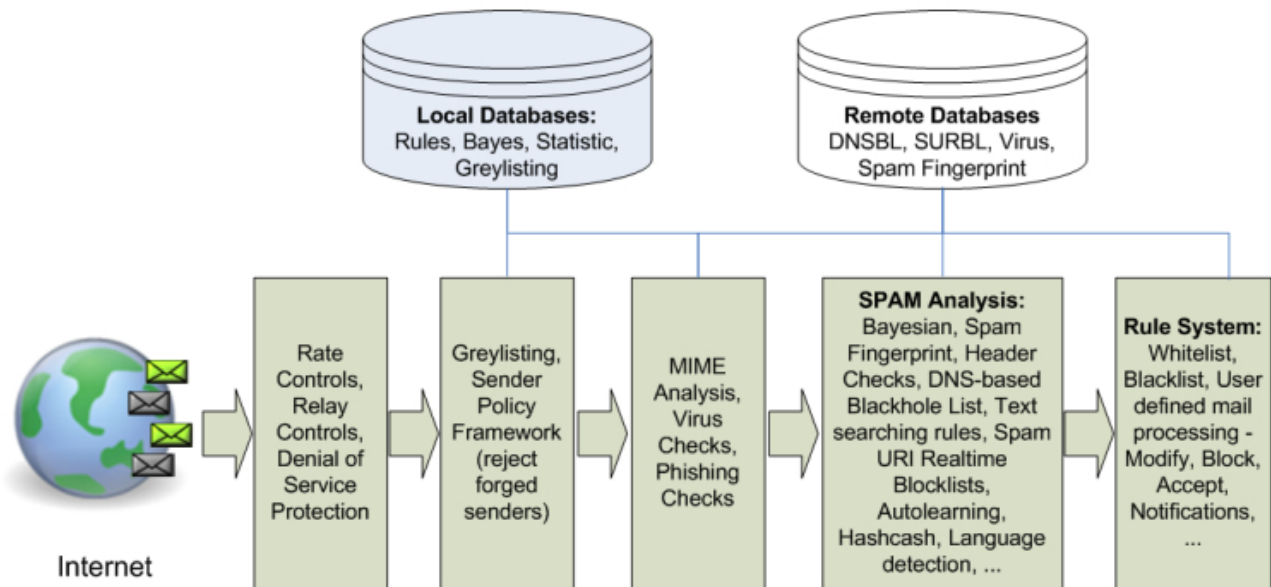 Local Databases:
Rules, Bayes, Statistic,
Greylisting
Remote Databases
DNSBL, SURBL, Virus,
Spam Fingerprint
Internet
Rate
Controls,
Relay
Controls,
Denial of
Service
Protection
Greylisting,
Sender
Policy
Framework
(reject
forged
senders)
MIME
Analysis,
Virus
Checks,
Phishing
Checks
SPAM Analysis:
Bayesian, Spam
Fingerprint, Header
Checks, DNS-based
Blackhole List, Text
searching rules, Spam
URI Realtime
Blocklists,
Autolearning,
Hashcash, Language
detection, ...
Rule System:
Whitelist,
Blacklist, User
defined mail
processing -
Modify, Block,
Accept,
Notifications,
...